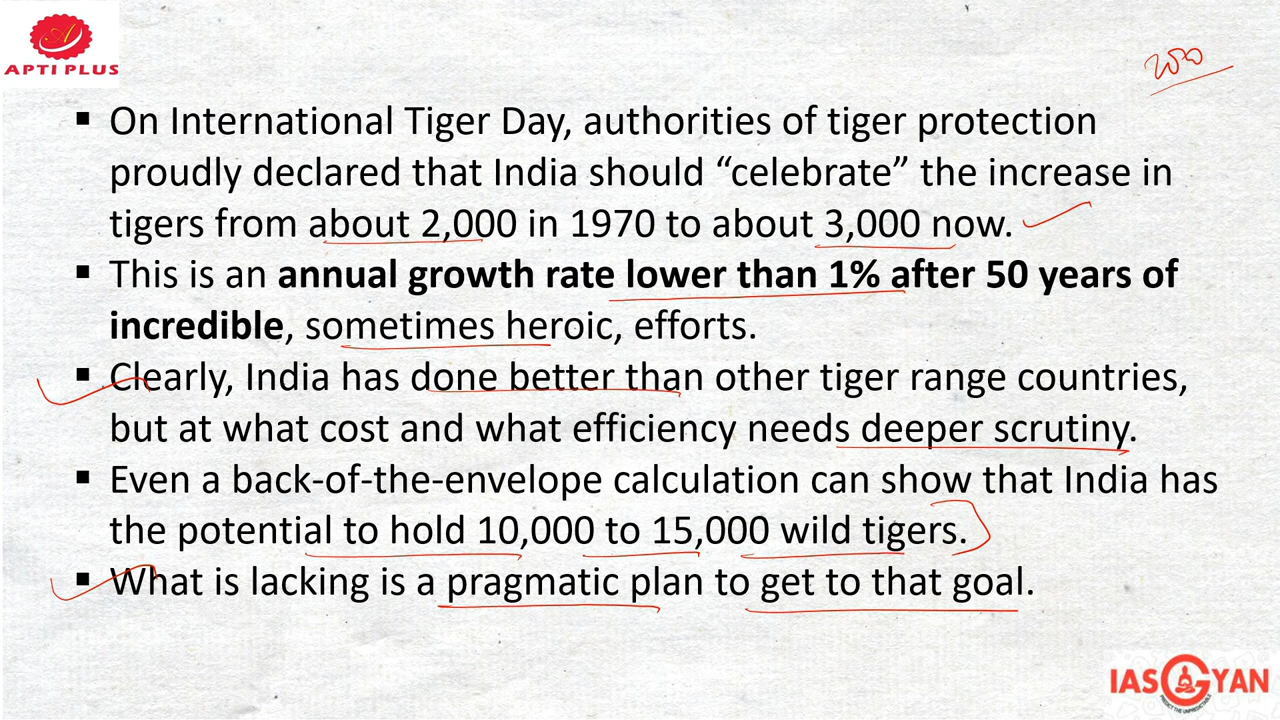 APTI PLUS
▪ On International Tiger Day, authorities of tiger protection
proudly declared that India should “celebrate” the increase in
tigers from about 2,000 in 1970 to about 3,000 now.
▪ This is an annual growth rate lower than 1% after 50 years of
incredible, sometimes heroic, efforts.
▪ Clearly, India has done better than other tiger range countries,
but at what cost and what efficiency needs deeper scrutiny.
▪ Even a back-of-the-envelope calculation can show that India has
the potential to hold 10,000 to 15,000 wild tigers.
▪ What is lacking is a pragmatic plan to get to that goal.
IAS GYAN
PREDICT THE UNPREDICTABLE